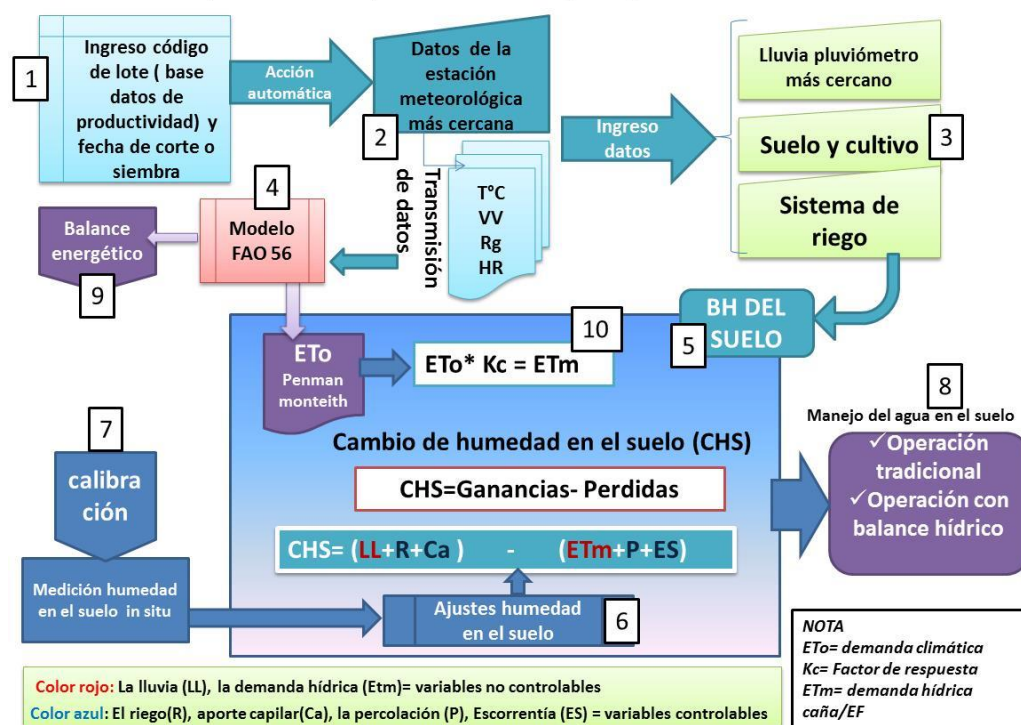 1
Ingreso código
de lote ( base
datos de
productividad) y
fecha de corte o
siembra
Acción
automática
Datos de la
estación
meteorológica
más cercana
2
Ingreso
datos
Lluvia pluviómetro
más cercano
Suelo y cultivo
3
Sistema de
riego
T°C
VV
Rg
HR
Transmisión
de datos
4
Modelo
FAO 56
Balance
energético
9
BH DEL
SUELO
5
10
ETo
Penman
monteith
ETo* Kc = ETm
Cambio de humedad en el suelo (CHS)
CHS=Ganancias- Perdidas
CHS= (LL+R+Ca ) - (ETm+P+ES)
Ajustes humedad
en el suelo
6
7
calibra
ción
Medición humedad
en el suelo in situ
8
Manejo del agua en el suelo
✓Operación
tradicional
✓Operación con
balance hídrico
NOTA
ETo= demanda climática
Kc= Factor de respuesta
ETm= demanda hídrica
caña/EF
Color rojo: La lluvia (LL), la demanda hídrica (Etm)= variables no controlables
Color azul: El riego(R), aporte capilar(Ca), la percolación (P), Escorrentía (ES) = variables controlables